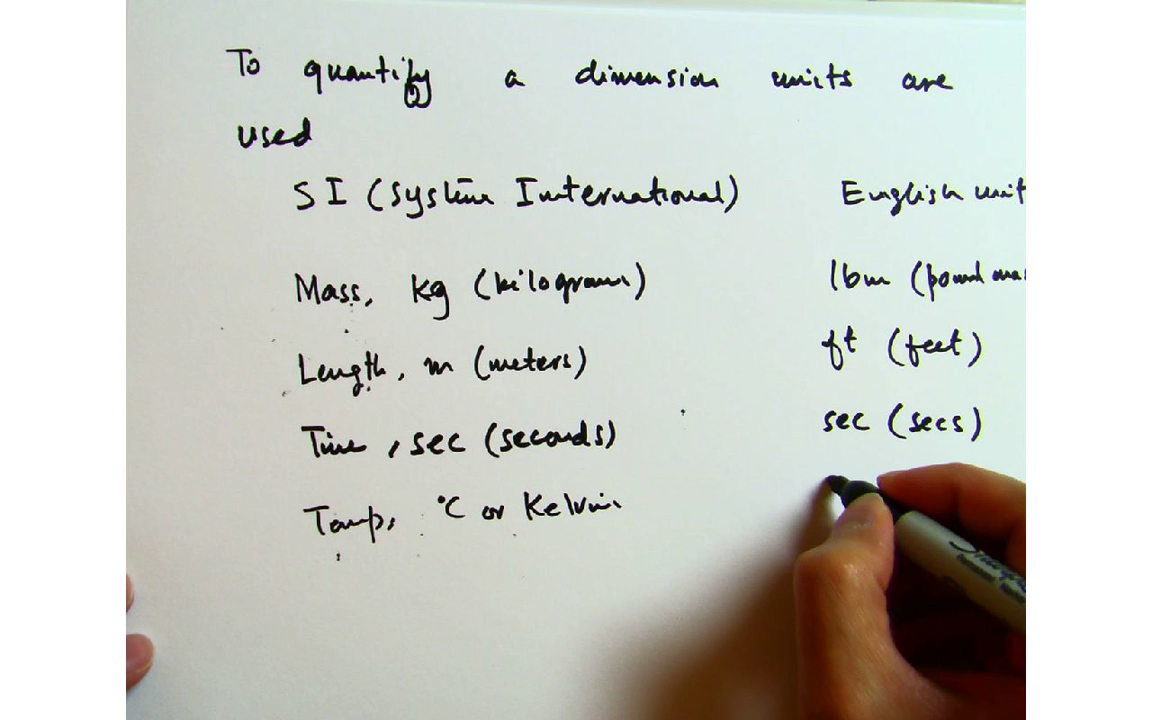 To quantify a dimension units are
used
SI (Système International) English unit
Mass, kg (kilogram) lbm (pound mas
Length, m (meters) ft (feet)
Time, sec (seconds) sec (secs)
Temp, °C or Kelvin